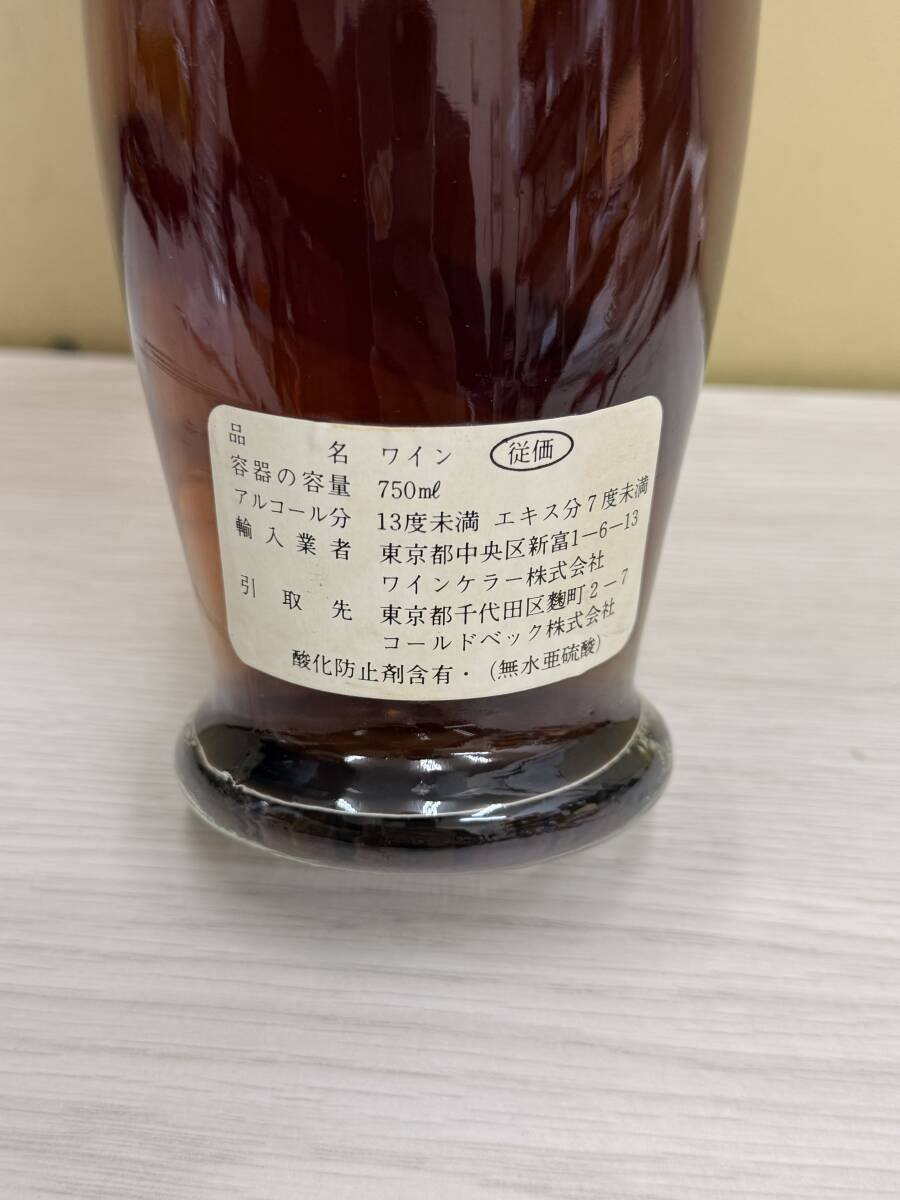 品名 ワイン 従価
容器の容量 750mℓ
アルコール分 13度未満 エキス分7度未満
輸入業者 東京都中央区新富1-6-13
ワインケラー株式会社
引取先 東京都千代田区麹町2-7
コールドベック株式会社
酸化防止剤含有・(無水亜硫酸)